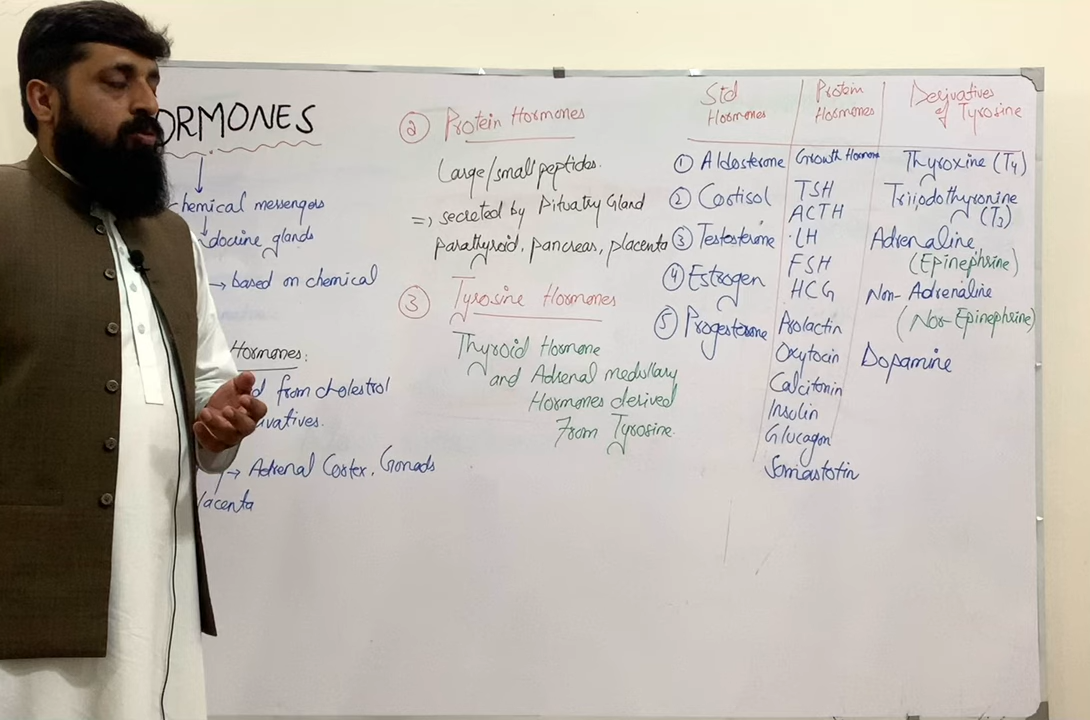 ORMONES
chemical messengers
docrine glands
→ based on chemical
Hormones:
d from cholestrol
ivatives.
→ Adrenal Cortex, Gonads
lacenta
② Protein Hormones
Large/small peptides.
=> secreted by Pituatry Gland
parathyroid, pancreas, placenta
③ Tyrosine Hormones
Thyroid Hormone
and Adrenal medullary
Hormones derived
From Tyrosine.
Std
Hormones
① Aldosterone
② Cortisol
③ Testosterone
④ Estrogen
⑤ Progesterone
Protein
Hormones
Growth Hormone
TSH
ACTH
LH
FSH
HCG
Prolactin
Oxytocin
Calcitonin
Insulin
Glucagon
Somastotin
Derivatives
of Tyrosine
Thyroxine (T4)
Triiodothyronine
(T3)
Adrenaline
(Epinephrine)
Non-Adrenaline
(Nor-Epinephrine)
Dopamine